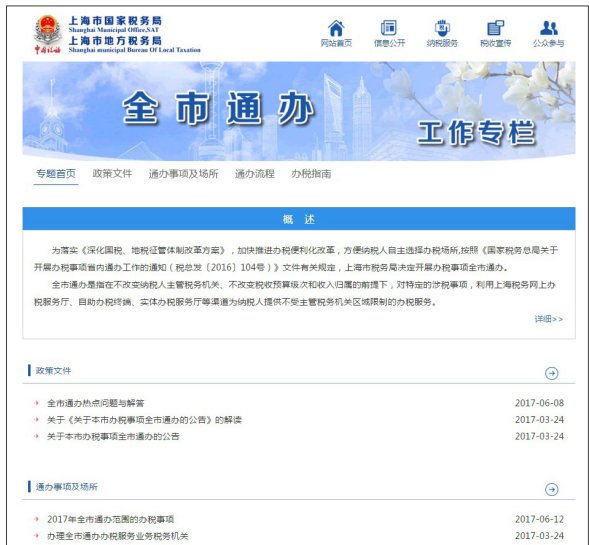 上海市国家税务局
Shanghai Municipal Office.SAT
上海市地方税务局
Shanghai municipal Bureau Of Local Taxation
中国税务
网站首页 信息公开 纳税服务 税收宣传 公众参与
全市通办
工作专栏
专题首页 政策文件 通办事项及场所 通办流程 办税指南
概 述
为落实《深化国税、地税征管体制改革方案》，加快推进办税便利化改革，方便纳税人自主选择办税场所,按照《国家税务总局关于
开展办税事项省内通办工作的通知（税总发〔2016〕104号）》文件有关规定，上海市税务局决定开展办税事项全市通办。
全市通办是指在不改变纳税人主管税务机关、不改变税收预算级次和收入归属的前提下，对特定的涉税事项，利用上海税务网上办
税服务厅、自助办税终端、实体办税服务厅等渠道为纳税人提供不受主管税务机关区域限制的办税服务。
详细>>
政策文件
全市通办热点问题与解答 2017-06-08
关于《关于本市办税事项全市通办的公告》的解读 2017-03-24
关于本市办税事项全市通办的公告 2017-03-24
通办事项及场所
2017年全市通办范围的办税事项 2017-06-12
办理全市通办办税服务业务税务机关 2017-03-24